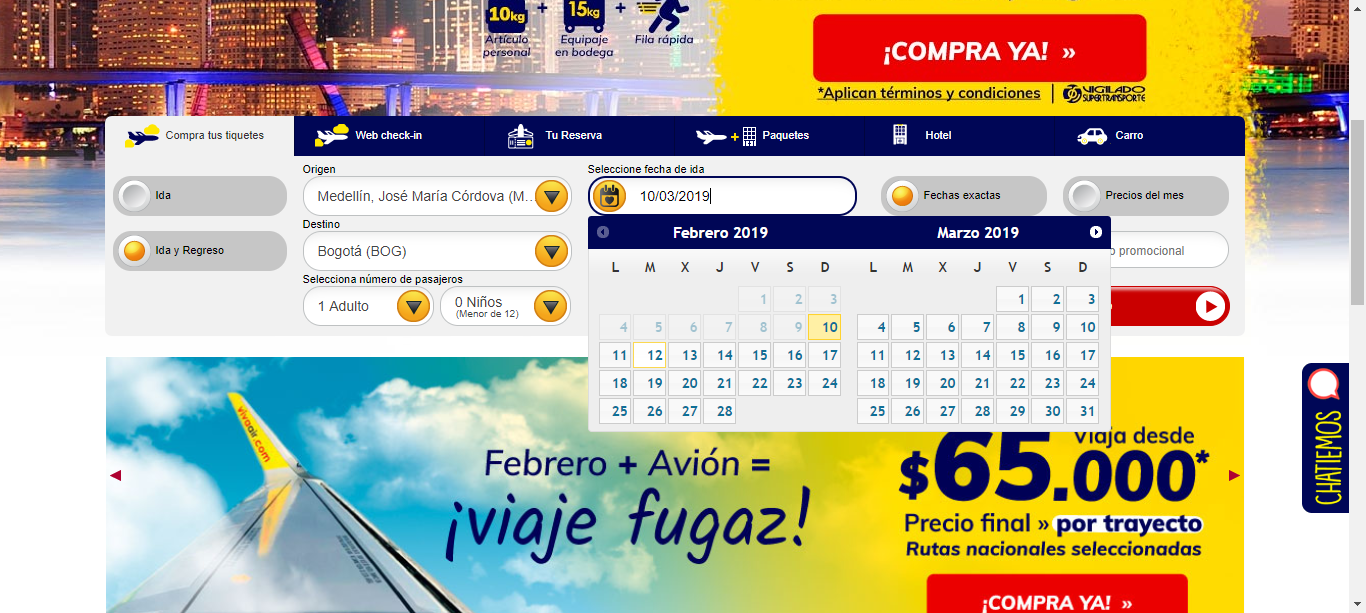 10kg + 15kg +
Artículo personal
Equipaje en bodega
Fila rápida
¡COMPRA YA! »
*Aplican términos y condiciones | VIGILADO SUPERTRANSPORTE
Compra tus tiquetes
Web check-in
Tu Reserva
+ Paquetes
Hotel
Carro
Ida
Ida y Regreso
Origen
Medellín, José María Córdova (M...
Destino
Bogotá (BOG)
Selecciona número de pasajeros
1 Adulto
0 Niños
(Menor de 12)
Seleccione fecha de ida
10/03/2019
Fechas exactas
Precios del mes
o promocional
Febrero 2019
L M X J V S D
1 2 3
4 5 6 7 8 9 10
11 12 13 14 15 16 17
18 19 20 21 22 23 24
25 26 27 28
Marzo 2019
L M X J V S D
1 2 3
4 5 6 7 8 9 10
11 12 13 14 15 16 17
18 19 20 21 22 23 24
25 26 27 28 29 30 31
vivaair.com
Febrero + Avión =
¡viaje fugaz!
Viaja desde
$65.000*
Precio final » por trayecto
Rutas nacionales seleccionadas
¡COMPRA YA! »
CHATIEMOS